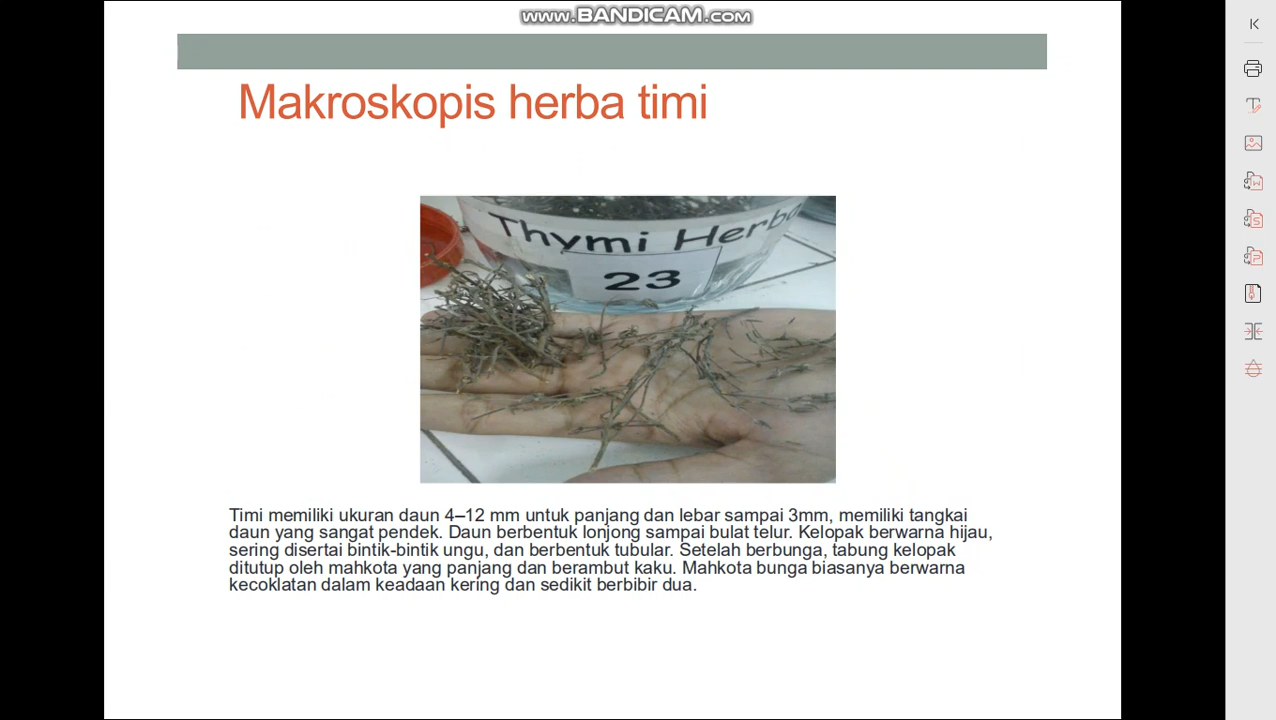 www.BANDICAM.com
Makroskopis herba timi
Thymi Herba
23
Timi memiliki ukuran daun 4–12 mm untuk panjang dan lebar sampai 3mm, memiliki tangkai
daun yang sangat pendek. Daun berbentuk lonjong sampai bulat telur. Kelopak berwarna hijau,
sering disertai bintik-bintik ungu, dan berbentuk tubular. Setelah berbunga, tabung kelopak
ditutup oleh mahkota yang panjang dan berambut kaku. Mahkota bunga biasanya berwarna
kecoklatan dalam keadaan kering dan sedikit berbibir dua.